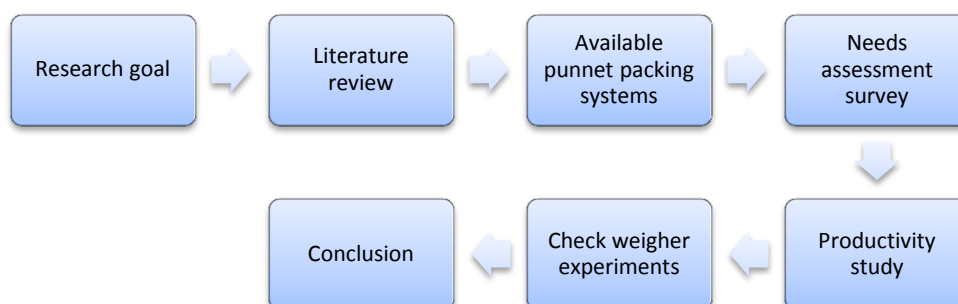 Research goal
Literature
review
Available
punnet packing
systems
Needs
assessment
survey
Productivity
study
Check weigher
experiments
Conclusion